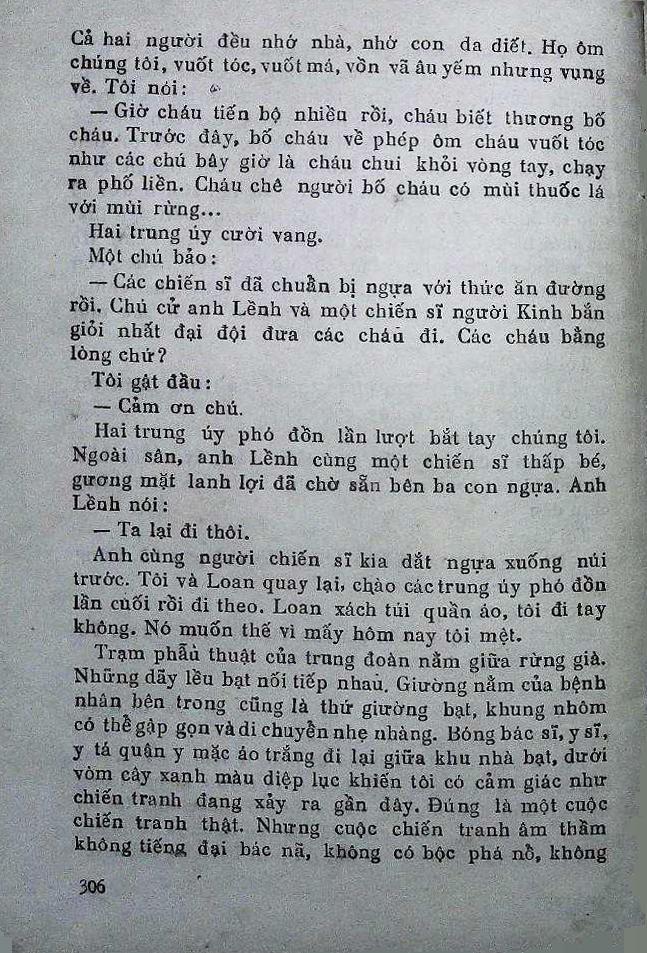 Cả hai người đều nhớ nhà, nhớ con da diết. Họ ôm
chúng tôi, vuốt tóc, vuốt má, vồn vã âu yếm nhưng vụng
về. Tôi nói:
— Giờ cháu tiến bộ nhiều rồi, cháu biết thương bố
cháu. Trước đây, bố cháu về phép ôm cháu vuốt tóc
như các chú bây giờ là cháu chui khỏi vòng tay, chạy
ra phố liền. Cháu chê người bố cháu có mùi thuốc lá
với mùi rừng...
Hai trung úy cười vang.
Một chú bảo:
— Các chiến sĩ đã chuẩn bị ngựa với thức ăn đường
rồi. Chú cử anh Lềnh và một chiến sĩ người Kinh bắn
giỏi nhất đại đội đưa các cháu đi. Các cháu bằng
lòng chứ?
Tôi gật đầu:
— Cảm ơn chú.
Hai trung úy phó đồn lần lượt bắt tay chúng tôi.
Ngoài sân, anh Lềnh cùng một chiến sĩ thấp bé,
gương mặt lanh lợi đã chờ sẵn bên ba con ngựa. Anh
Lềnh nói:
— Ta lại đi thôi.
Anh cùng người chiến sĩ kia dắt ngựa xuống núi
trước. Tôi và Loan quay lại, chào các trung úy phó đồn
lần cuối rồi đi theo. Loan xách túi quần áo, tôi đi tay
không. Nó muốn thế vì mấy hôm nay tôi mệt.
Trạm phẫu thuật của trung đoàn nằm giữa rừng già.
Những dãy lều bạt nối tiếp nhau. Giường nằm của bệnh
nhân bên trong cũng là thứ giường bạt, khung nhôm
có thể gập gọn và di chuyển nhẹ nhàng. Bóng bác sĩ, y sĩ,
y tá quân y mặc áo trắng đi lại giữa khu nhà bạt, dưới
vòm cây xanh màu diệp lục khiến tôi có cảm giác như
chiến tranh đang xảy ra gần đây. Đúng là một cuộc
chiến tranh thật. Nhưng cuộc chiến tranh âm thầm
không tiếng đại bác nã, không có bộc phá nổ, không
306